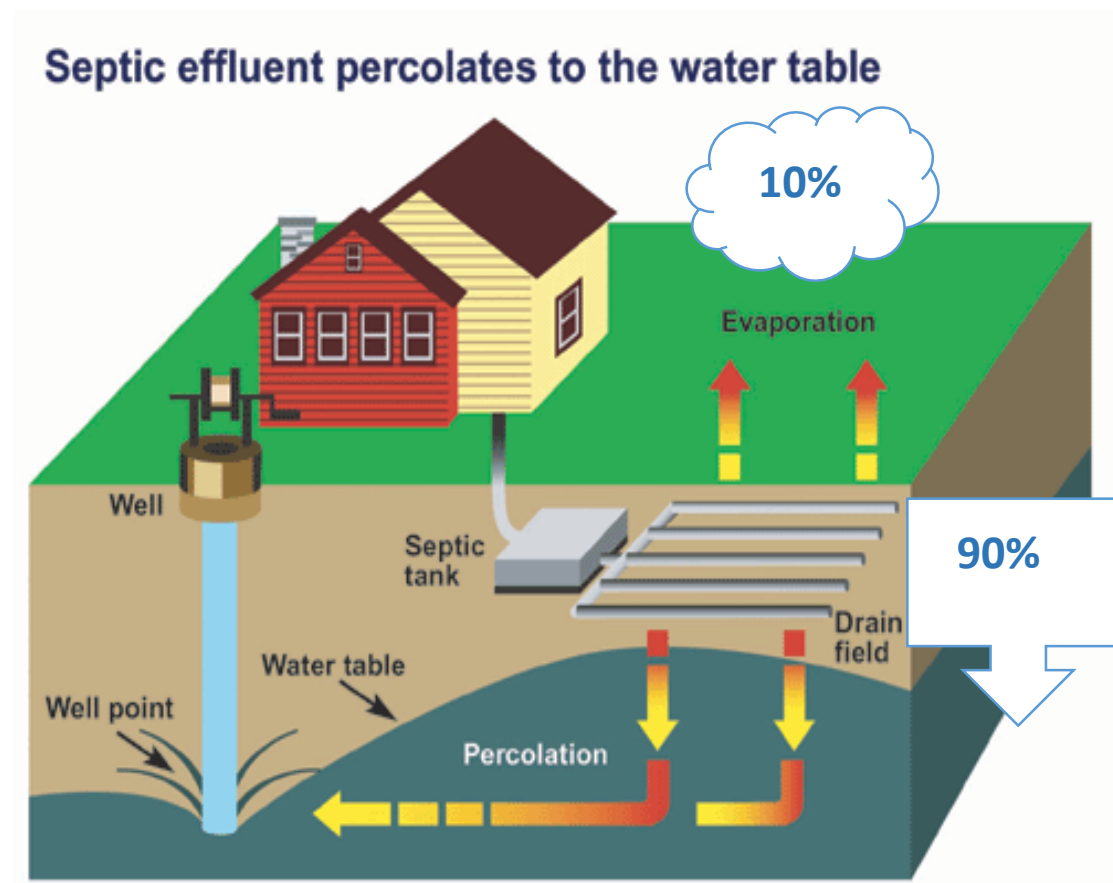 Septic effluent percolates to the water table
10%
Evaporation
Well
Septic
tank
90%
Drain
field
Water table
Well point
Percolation